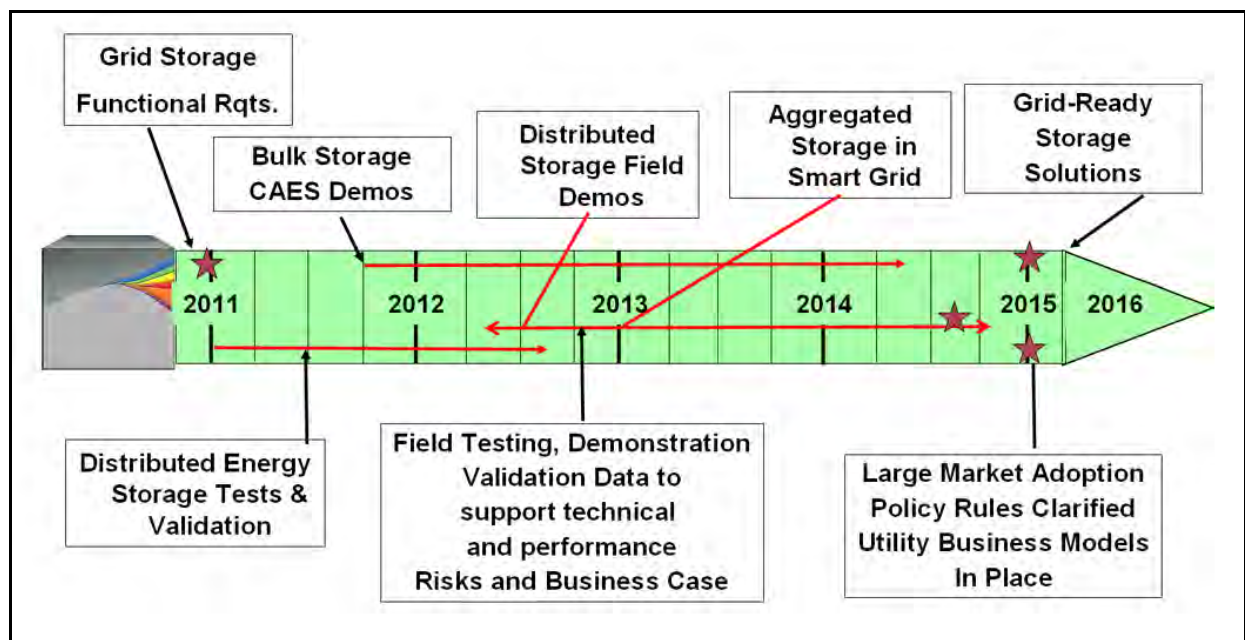 Grid Storage
Functional Rqts.
Bulk Storage
CAES Demos
Distributed
Storage Field
Demos
Aggregated
Storage in
Smart Grid
Grid-Ready
Storage
Solutions
2011
2012
2013
2014
2015
2016
Distributed Energy
Storage Tests &
Validation
Field Testing, Demonstration
Validation Data to
support technical
and performance
Risks and Business Case
Large Market Adoption
Policy Rules Clarified
Utility Business Models
In Place